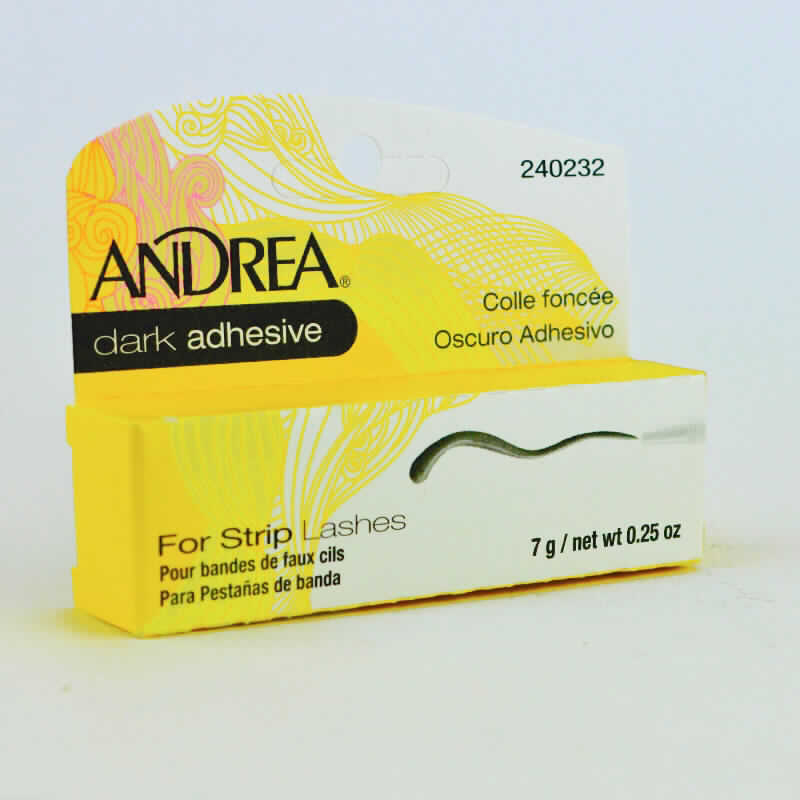 240232
ANDREA®
dark adhesive
Colle foncée
Oscuro Adhesivo
For Strip Lashes
Pour bandes de faux cils
Para Pestañas de banda
7 g / net wt 0.25 oz